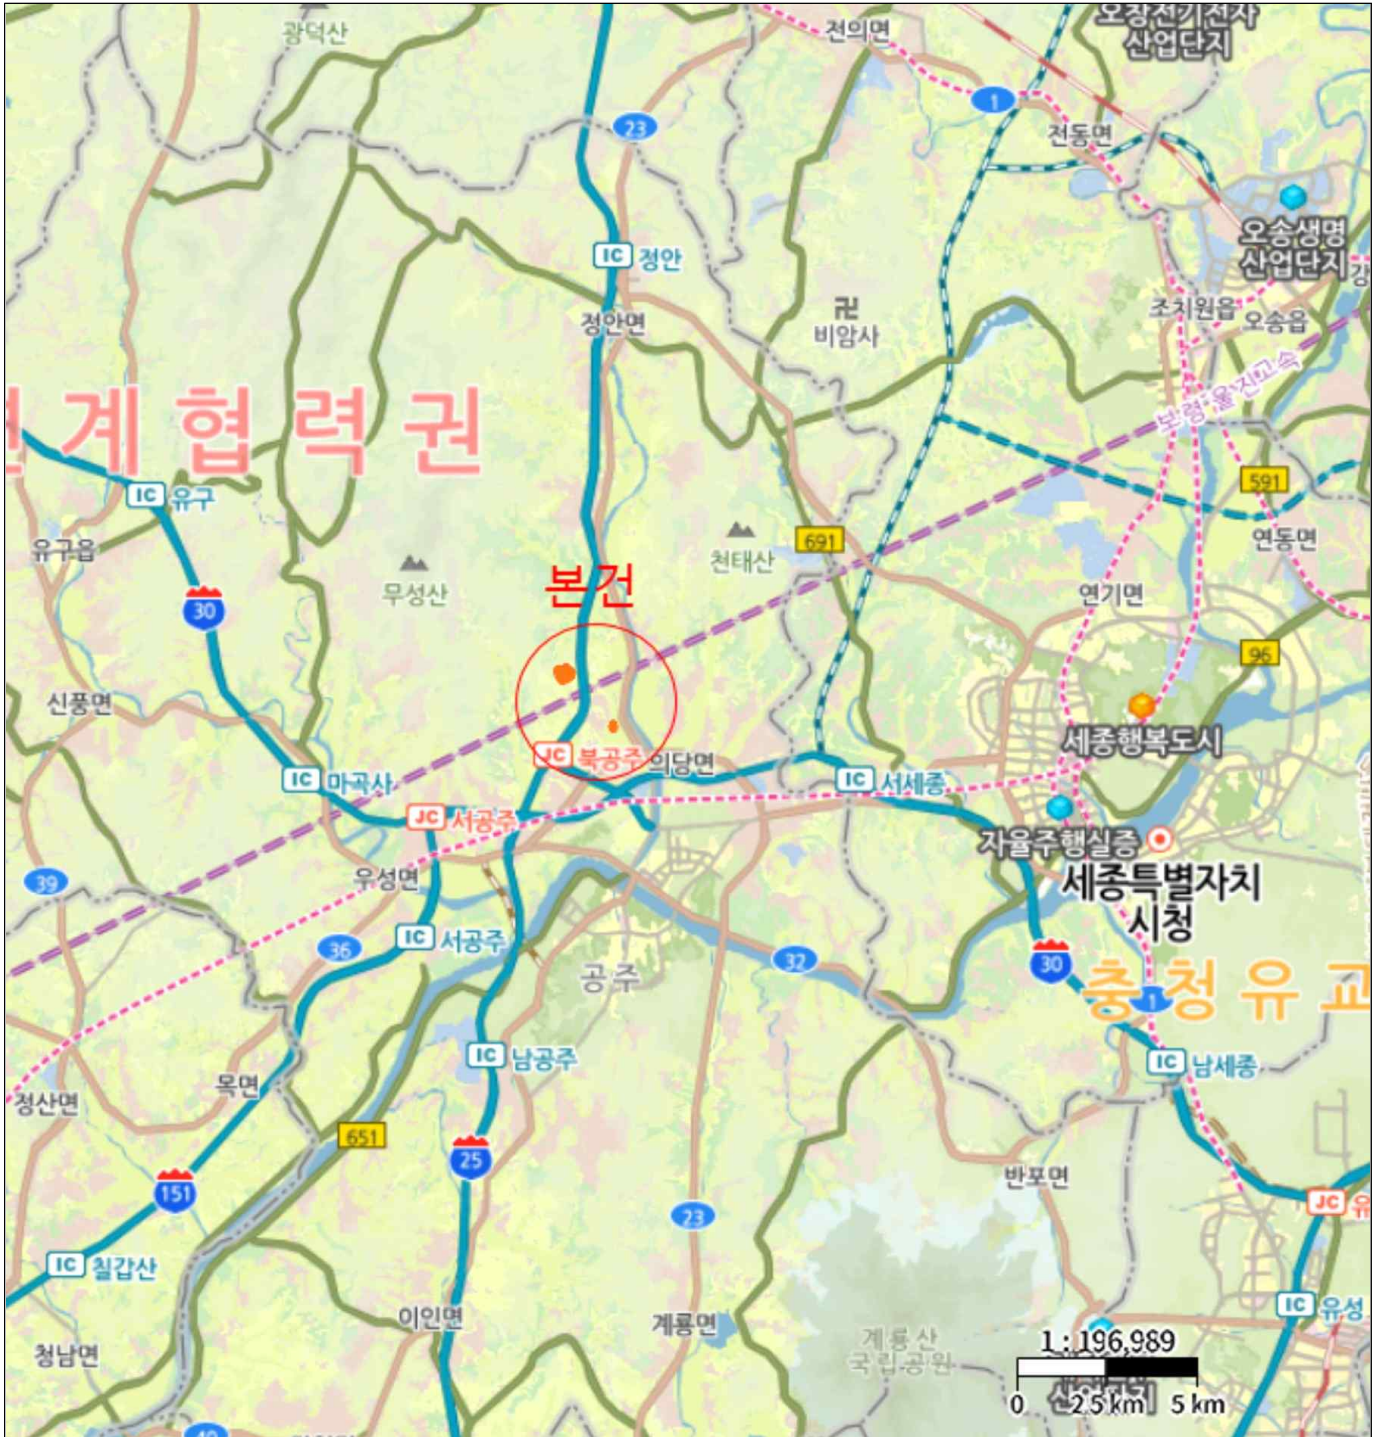 광덕산
전의면
오창전기전자
산업단지
1
23
전동면
오송생명
산업단지
IC 정안
강
정안면
비암사
조치원읍
오송읍
보령·울진고속
계협력권
IC 유구
591
유구읍
691
연동면
천태산
무성산
본건
연기면
30
96
신풍면
세종행복도시
JC 북공주
의당면
IC 마곡사
IC 서세종
JC 서공주
자율주행실증
39
우성면
세종특별자치
시청
36
IC 서공주
32
30
공주
충청유교
1
IC 남공주
IC 남세종
목면
정산면
651
25
반포면
151
23
JC 유
IC 칠갑산
IC 유성
이인면
계룡면
청남면
계룡산
국립공원
1 : 196,989
산업단지
0 2.5 km 5 km